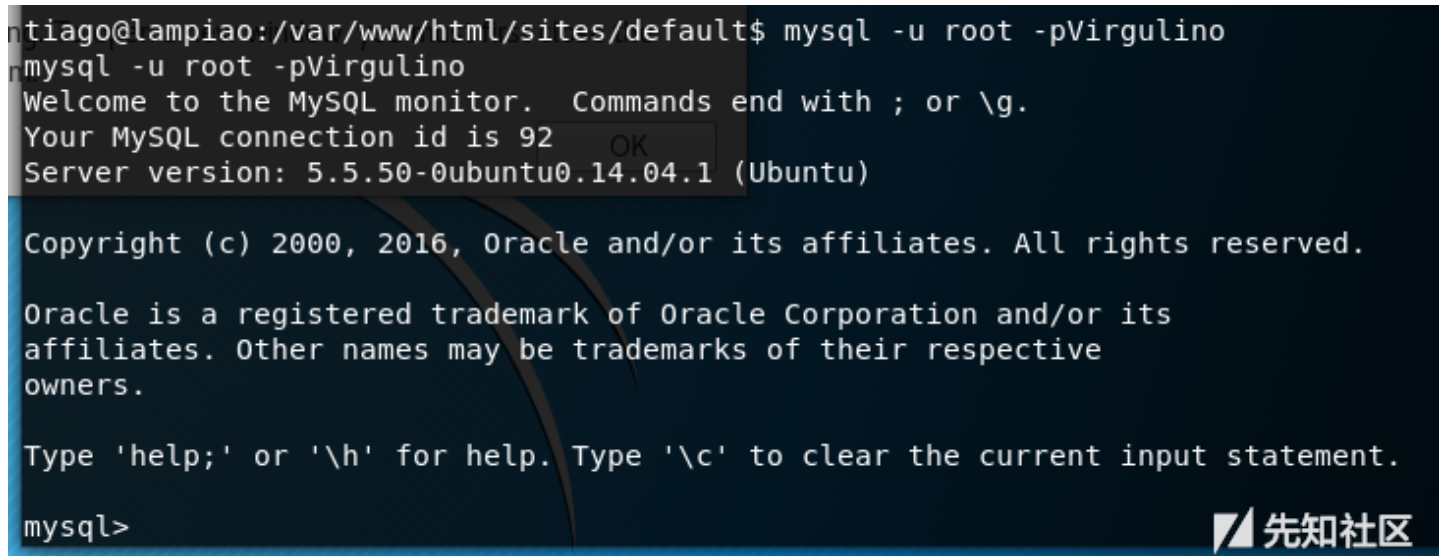 tiago@lampiao:/var/www/html/sites/default$ mysql -u root -pVirgulino
mysql -u root -pVirgulino
Welcome to the MySQL monitor.  Commands end with ; or \g.
Your MySQL connection id is 92
OK
Server version: 5.5.50-0ubuntu0.14.04.1 (Ubuntu)
Copyright (c) 2000, 2016, Oracle and/or its affiliates. All rights reserved.
Oracle is a registered trademark of Oracle Corporation and/or its
affiliates. Other names may be trademarks of their respective
owners.
Type 'help;' or '\h' for help. Type '\c' to clear the current input statement.
mysql>
先知社区